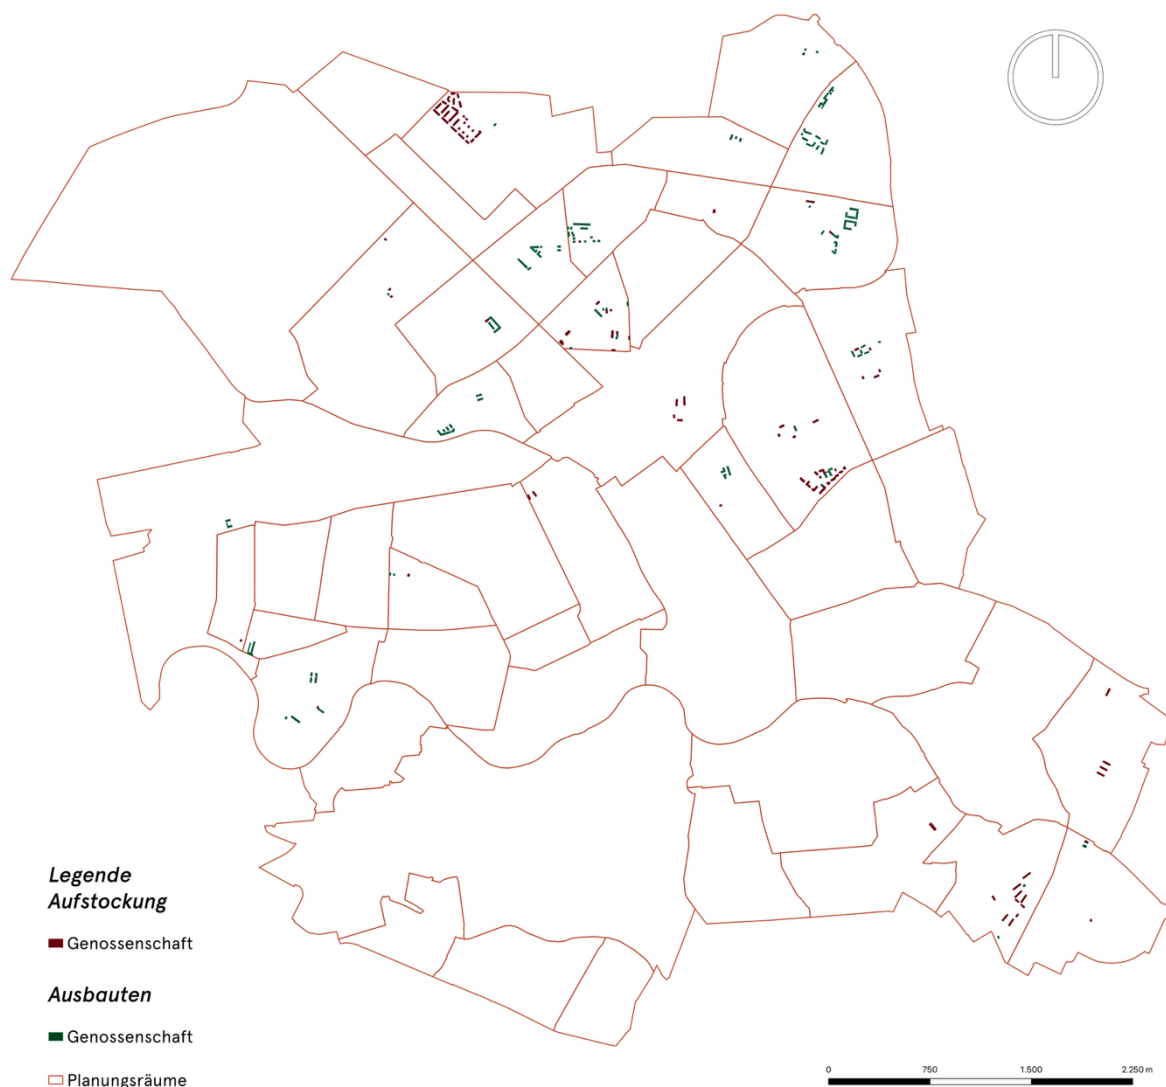 Legende
Aufstockung
Genossenschaft
Ausbauten
Genossenschaft
Planungsräume
0 750 1.500 2.250 m